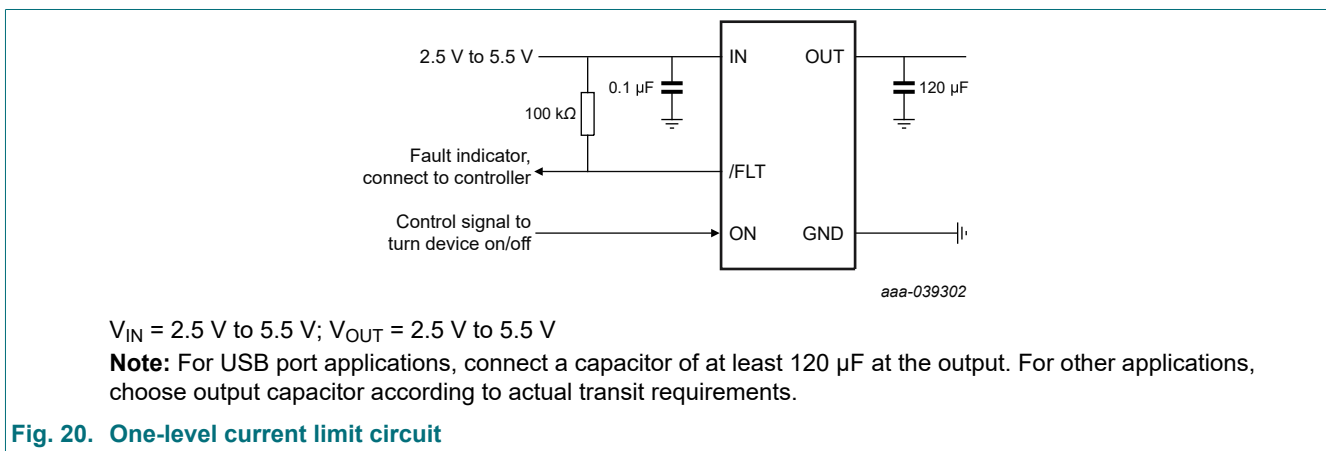 2.5 V to 5.5 V
IN
OUT
0.1 µF
120 µF
100 kΩ
Fault indicator,
connect to controller
/FLT
Control signal to
turn device on/off
ON
GND
aaa-039302
V_IN = 2.5 V to 5.5 V; V_OUT = 2.5 V to 5.5 V
Note: For USB port applications, connect a capacitor of at least 120 µF at the output. For other applications,
choose output capacitor according to actual transit requirements.
Fig. 20. One-level current limit circuit